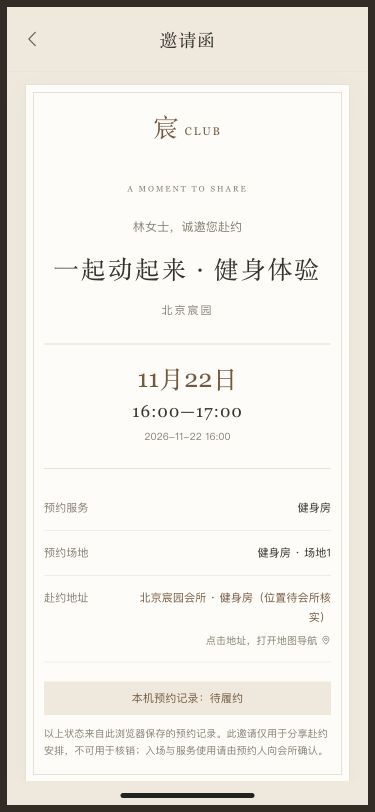 邀请函
宸 CLUB
A MOMENT TO SHARE
林女士，诚邀您赴约
一起动起来 · 健身体验
北京宸园
11月22日
16:00—17:00
2026-11-22 16:00
预约服务 健身房
预约场地 健身房 · 场地1
赴约地址 北京宸园会所 · 健身房（位置待会所核
实）
点击地址，打开地图导航
本机预约记录：待履约
以上状态来自此浏览器保存的预约记录。此邀请仅用于分享赴约
安排，不可用于核销；入场与服务使用请由预约人向会所确认。